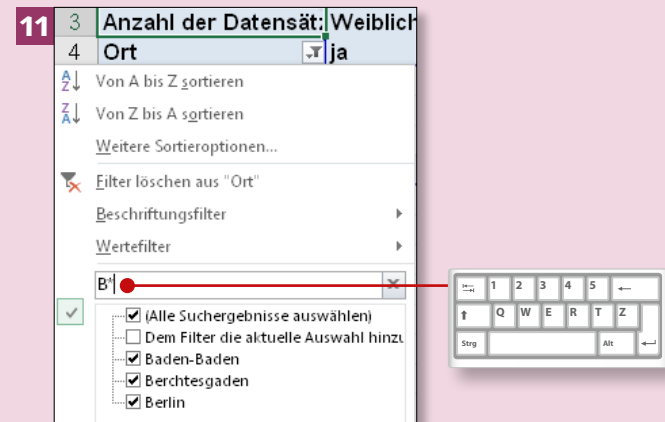 11
3 Anzahl der Datensät: Weiblich
4 Ort ja
Von A bis Z sortieren
Von Z bis A sortieren
Weitere Sortieroptionen...
Filter löschen aus "Ort"
Beschriftungsfilter
Wertefilter
B*
(Alle Suchergebnisse auswählen)
Dem Filter die aktuelle Auswahl hinzu
Baden-Baden
Berchtesgaden
Berlin
1 2 3 4 5
Q W E R T Z
Strg Alt